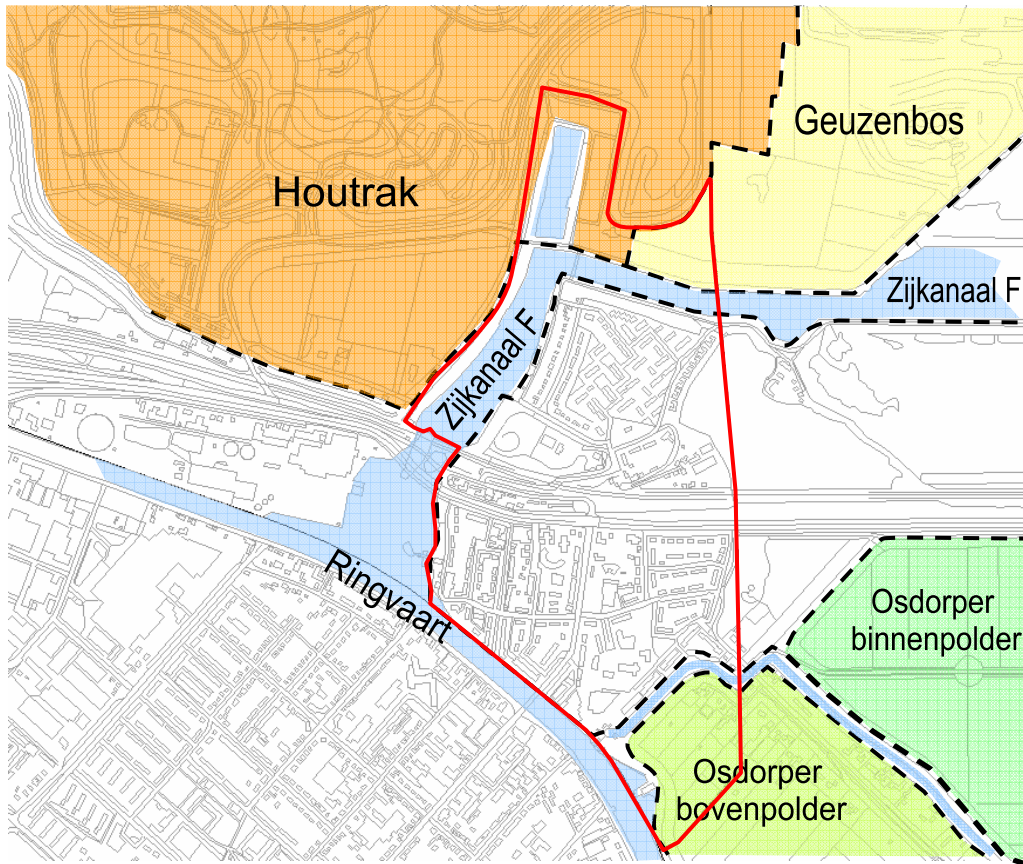 Geuzenbos
Houtrak
Zijkanaal F
Zijkanaal F
Ringvaart
Osdorper
binnenpolder
Osdorper
bovenpolder